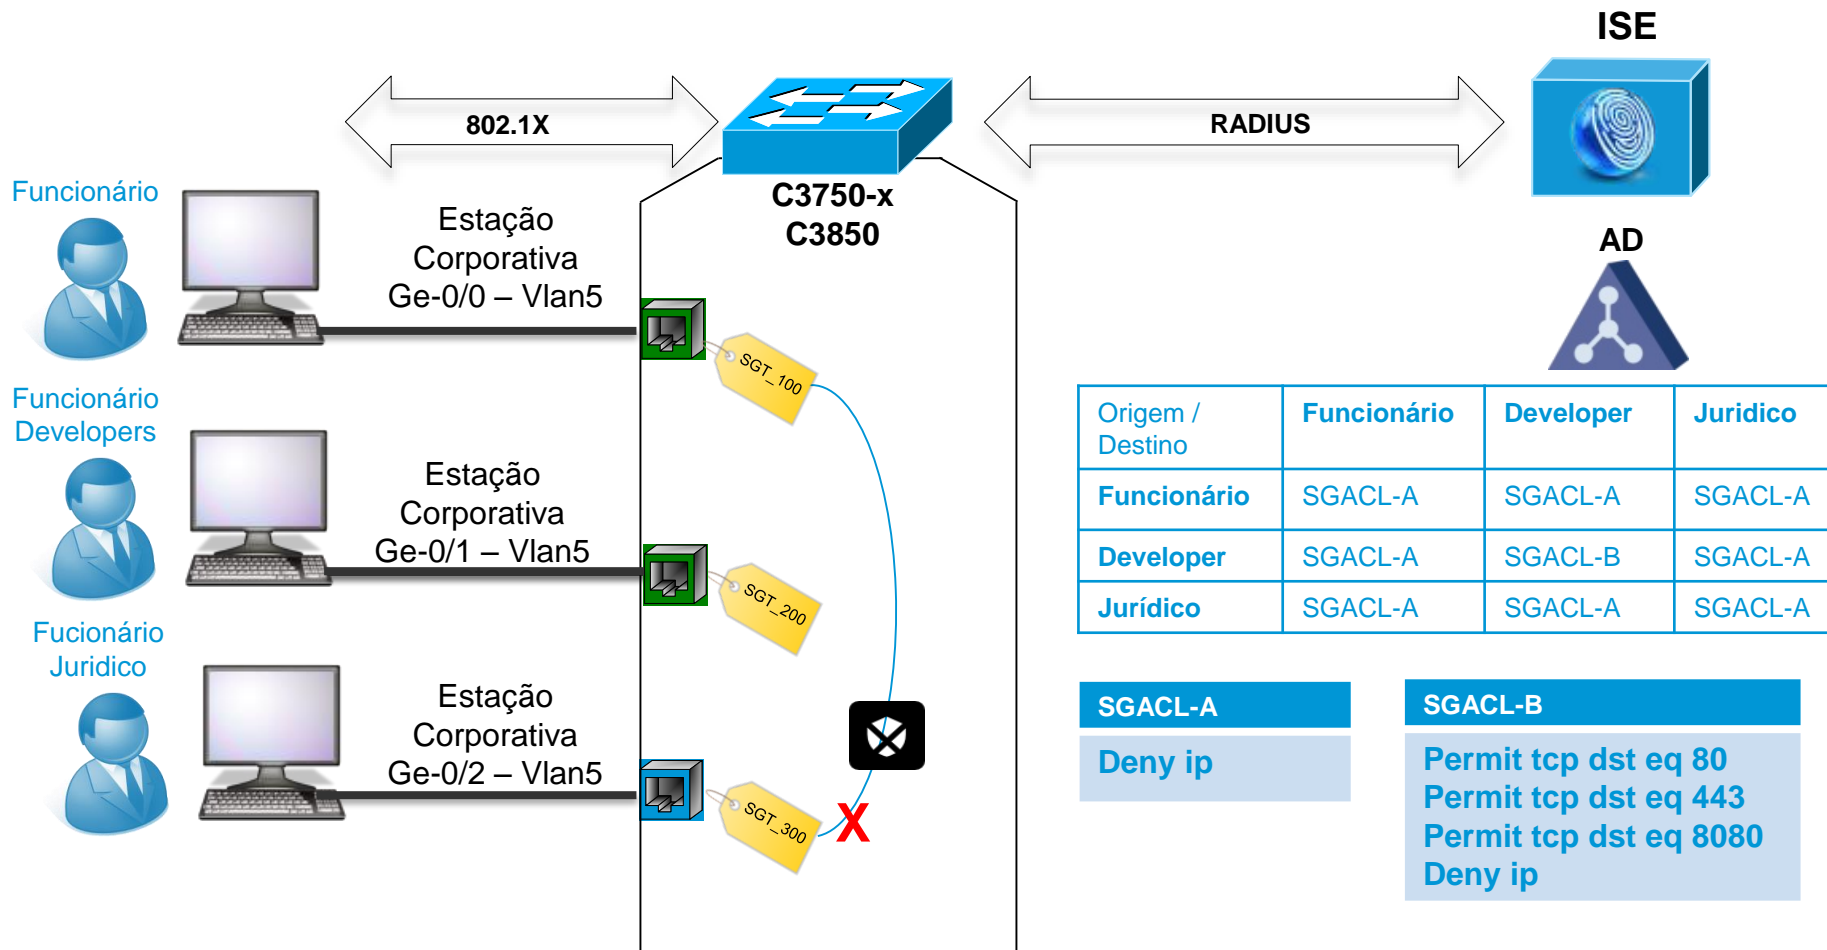 ISE
802.1X
RADIUS
C3750-x
C3850
AD
Funcionário
Estação
Corporativa
Ge-0/0 – Vlan5
SGT_100
Funcionário
Developers
Estação
Corporativa
Ge-0/1 – Vlan5
SGT_200
Fucionário
Juridico
Estação
Corporativa
Ge-0/2 – Vlan5
SGT_300
X
Origem / Destino Funcionário Developer Juridico
Funcionário SGACL-A SGACL-A SGACL-A
Developer SGACL-A SGACL-B SGACL-A
Jurídico SGACL-A SGACL-A SGACL-A
SGACL-A
Deny ip
SGACL-B
Permit tcp dst eq 80
Permit tcp dst eq 443
Permit tcp dst eq 8080
Deny ip